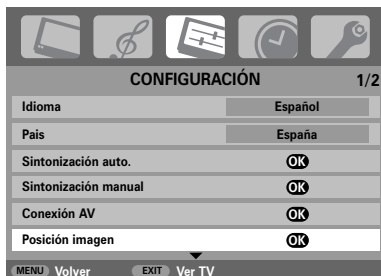 CONFIGURACIÓN 1/2
Idioma Español
Pais España
Sintonización auto. OK
Sintonización manual OK
Conexión AV OK
Posición imagen OK
MENU Volver EXIT Ver TV